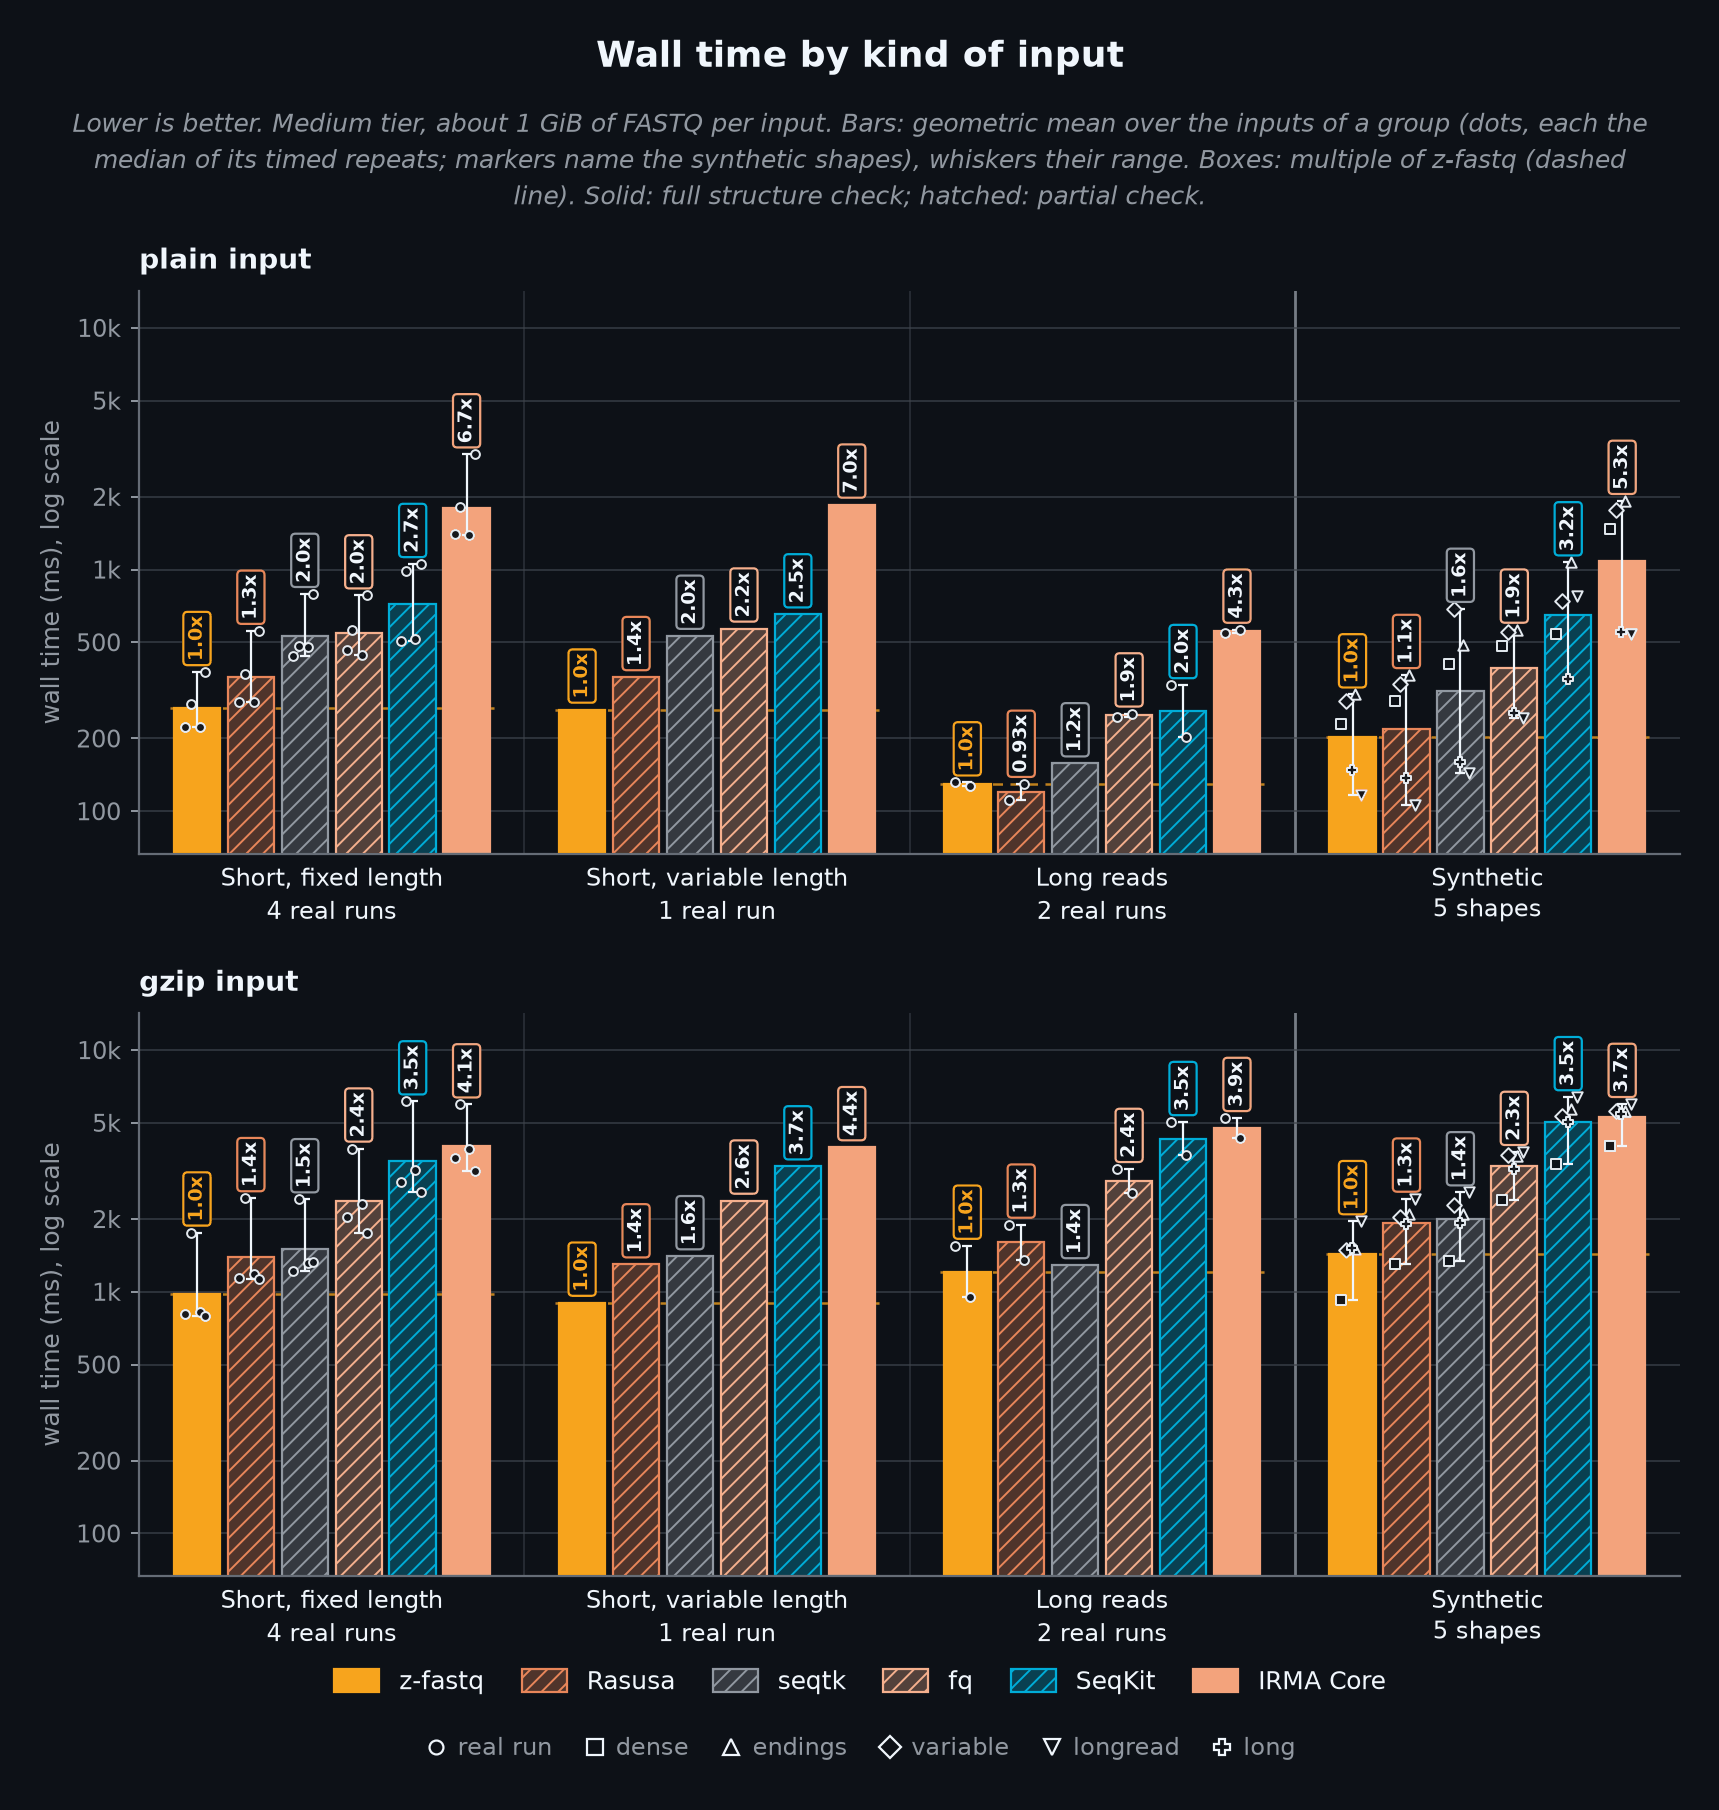 Wall time by kind of input
Lower is better. Medium tier, about 1 GiB of FASTQ per input. Bars: geometric mean over the inputs of a group (dots, each the
median of its timed repeats; markers name the synthetic shapes), whiskers their range. Boxes: multiple of z-fastq (dashed
line). Solid: full structure check; hatched: partial check.
plain input
wall time (ms), log scale
10k
5k
2k
1k
500
200
100
1.0x
1.3x
2.0x
2.0x
2.7x
6.7x
1.0x
1.4x
2.0x
2.2x
2.5x
7.0x
1.0x
0.93x
1.2x
1.9x
2.0x
4.3x
1.0x
1.1x
1.6x
1.9x
3.2x
5.3x
Short, fixed length
4 real runs
Short, variable length
1 real run
Long reads
2 real runs
Synthetic
5 shapes
gzip input
wall time (ms), log scale
10k
5k
2k
1k
500
200
100
1.0x
1.4x
1.5x
2.4x
3.5x
4.1x
1.0x
1.4x
1.6x
2.6x
3.7x
4.4x
1.0x
1.3x
1.4x
2.4x
3.5x
3.9x
1.0x
1.3x
1.4x
2.3x
3.5x
3.7x
Short, fixed length
4 real runs
Short, variable length
1 real run
Long reads
2 real runs
Synthetic
5 shapes
z-fastq Rasusa seqtk fq SeqKit IRMA Core
real run dense endings variable longread long